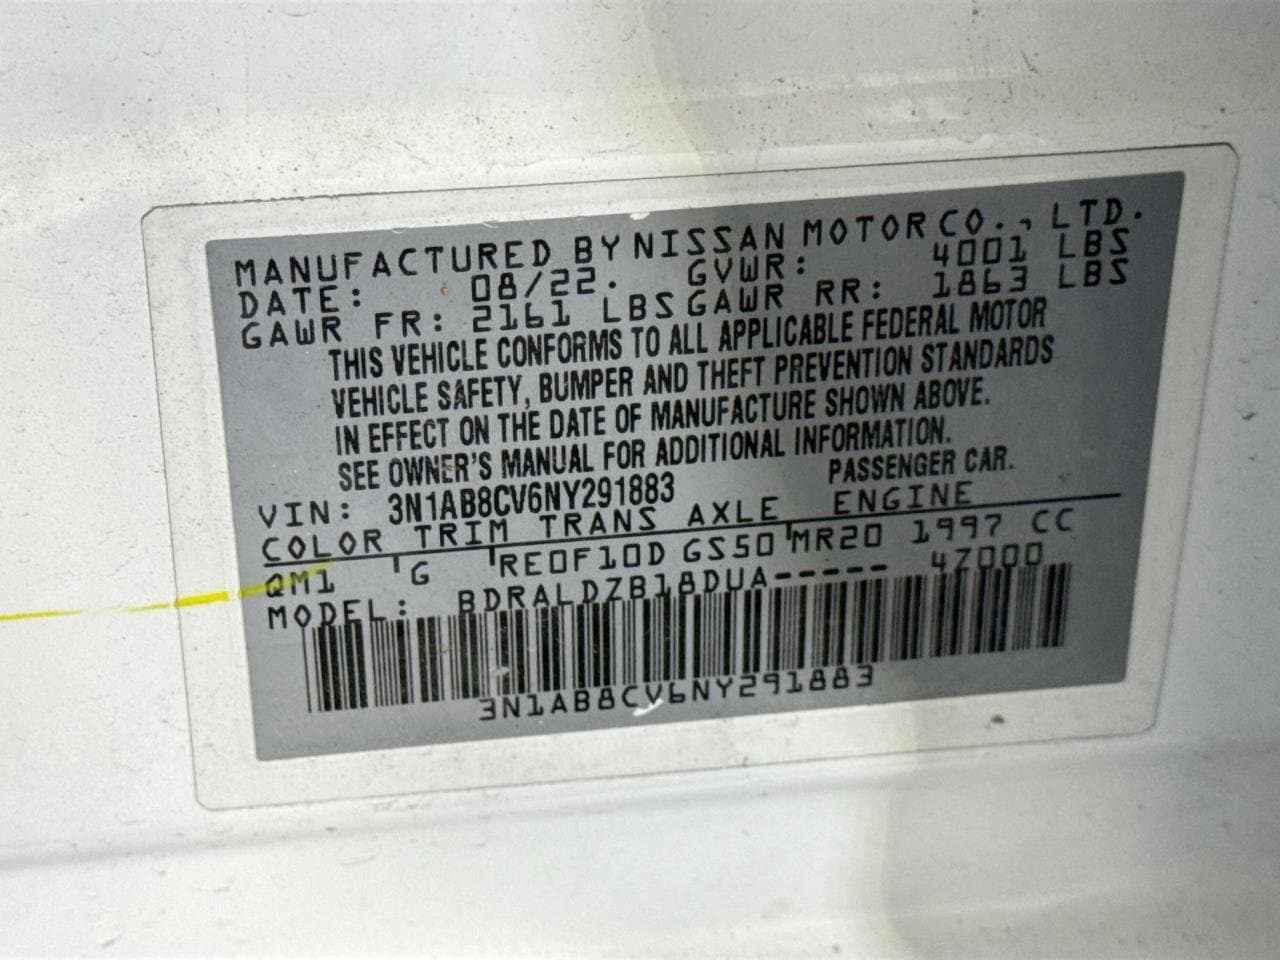 MANUFACTURED BY NISSAN MOTOR CO., LTD.
DATE: 08/22. GVWR: 4001 LBS
GAWR FR: 2161 LBS GAWR RR: 1863 LBS
THIS VEHICLE CONFORMS TO ALL APPLICABLE FEDERAL MOTOR
VEHICLE SAFETY, BUMPER AND THEFT PREVENTION STANDARDS
IN EFFECT ON THE DATE OF MANUFACTURE SHOWN ABOVE.
SEE OWNER'S MANUAL FOR ADDITIONAL INFORMATION.
PASSENGER CAR.
VIN: 3N1AB8CV6NY291883
COLOR TRIM TRANS AXLE ENGINE
QM1 G RE0F10D GS50 MR20 1997 CC
MODEL: BDRALDZB18DUA----- 4Z000
3N1AB8CV6NY291883